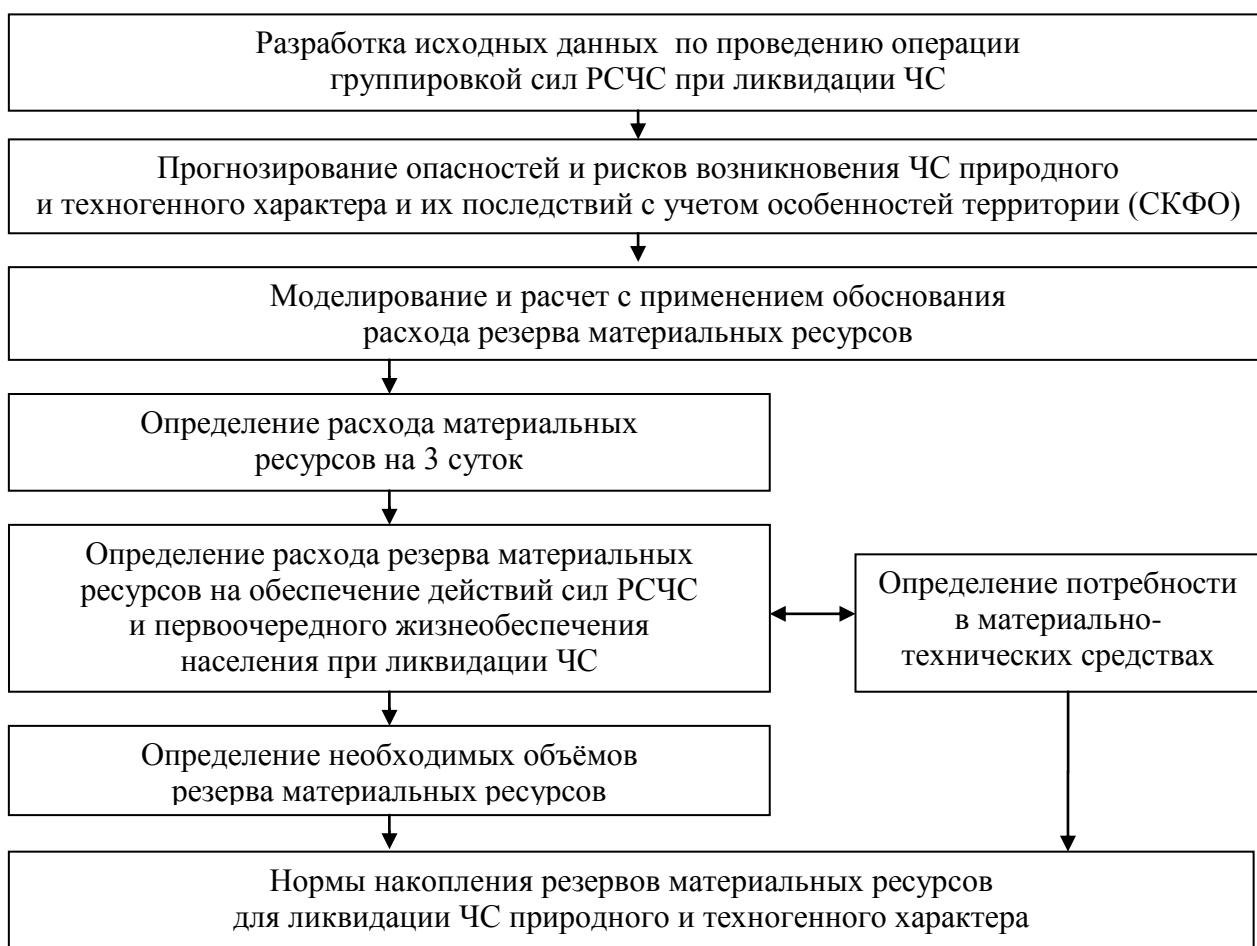 Разработка исходных данных по проведению операции
группировкой сил РСЧС при ликвидации ЧС
Прогнозирование опасностей и рисков возникновения ЧС природного
и техногенного характера и их последствий с учетом особенностей территории (СКФО)
Моделирование и расчет с применением обоснования
расхода резерва материальных ресурсов
Определение расхода материальных
ресурсов на 3 суток
Определение расхода резерва материальных
ресурсов на обеспечение действий сил РСЧС
и первоочередного жизнеобеспечения
населения при ликвидации ЧС
Определение потребности
в материально-
технических средствах
Определение необходимых объёмов
резерва материальных ресурсов
Нормы накопления резервов материальных ресурсов
для ликвидации ЧС природного и техногенного характера